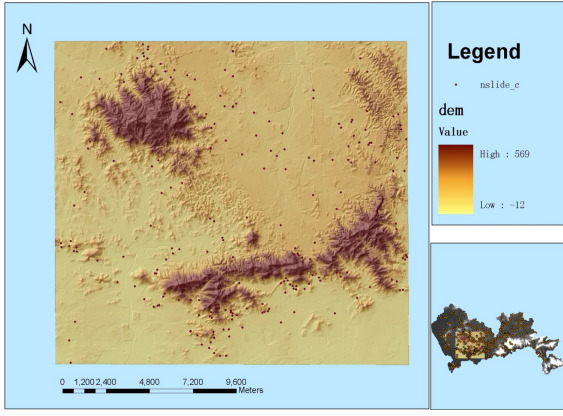 N
Legend
nslide_c
dem
Value
High : 569
Low : -12
0 1,200 2,400 4,800 7,200 9,600
Meters